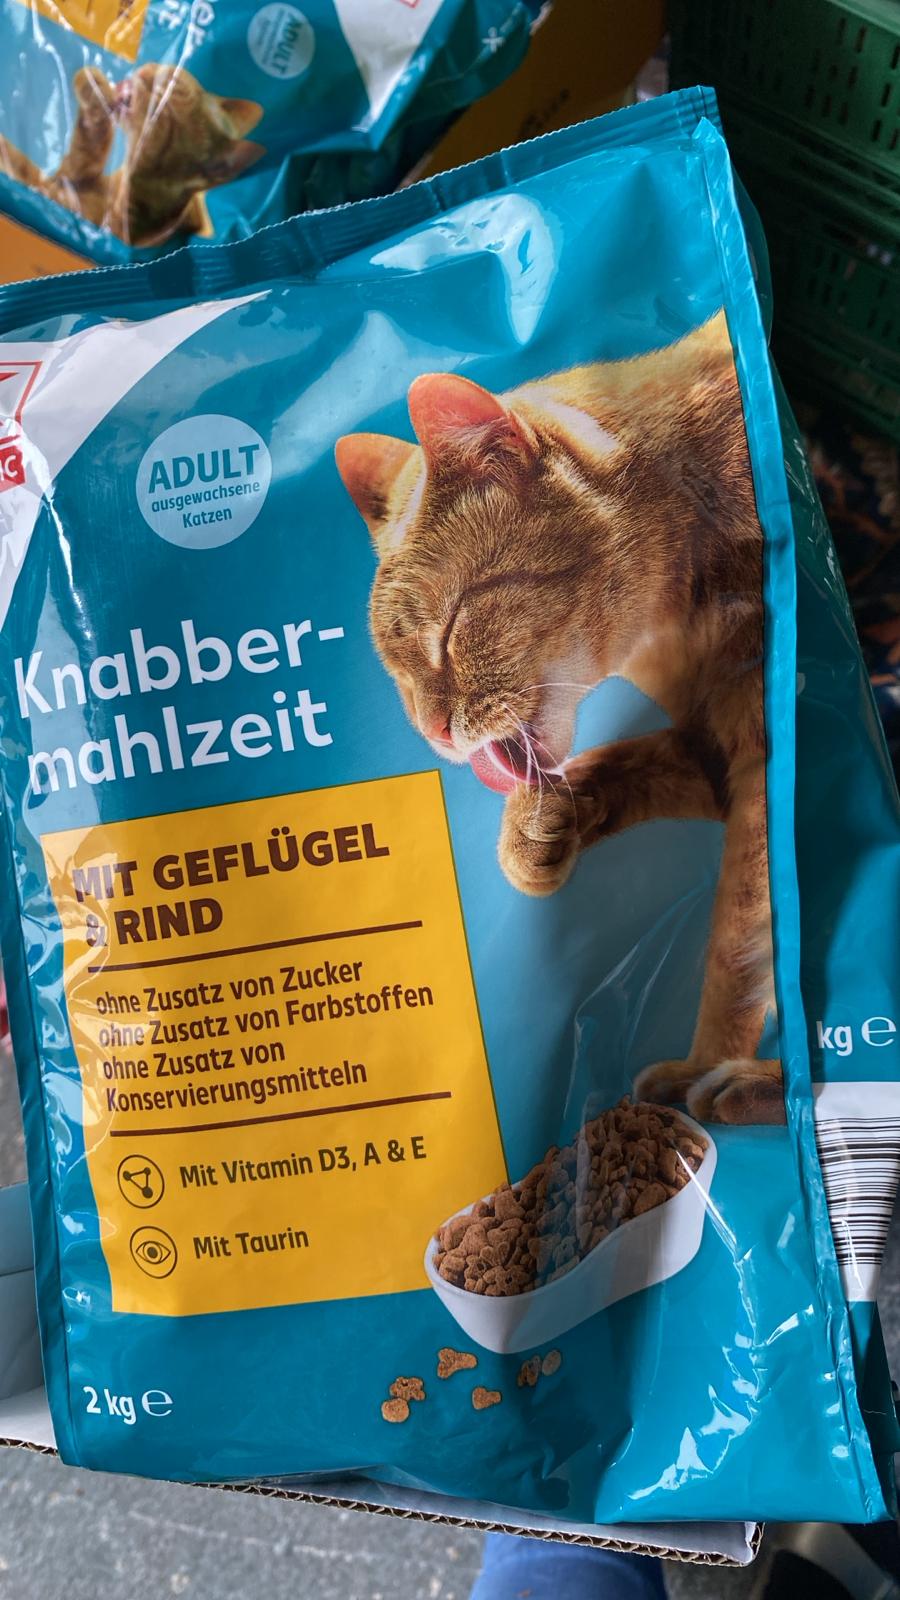 ADULT
ADULT
ausgewachsene
Katzen
Knabber-
mahlzeit
MIT GEFLÜGEL
& RIND
ohne Zusatz von Zucker
ohne Zusatz von Farbstoffen
ohne Zusatz von
Konservierungsmitteln
Mit Vitamin D3, A & E
Mit Taurin
2 kg ℮
kg ℮